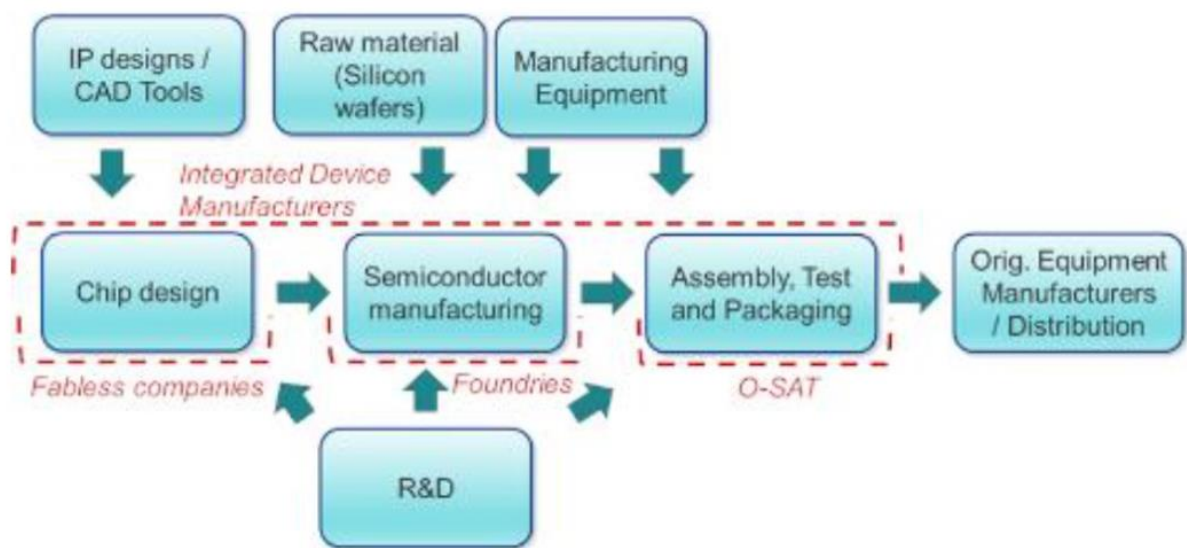 IP designs /
CAD Tools
Raw material
(Silicon
wafers)
Manufacturing
Equipment
Integrated Device
Manufacturers
Chip design
Semiconductor
manufacturing
Assembly, Test
and Packaging
Orig. Equipment
Manufacturers
/ Distribution
Fabless companies
Foundries
O-SAT
R&D